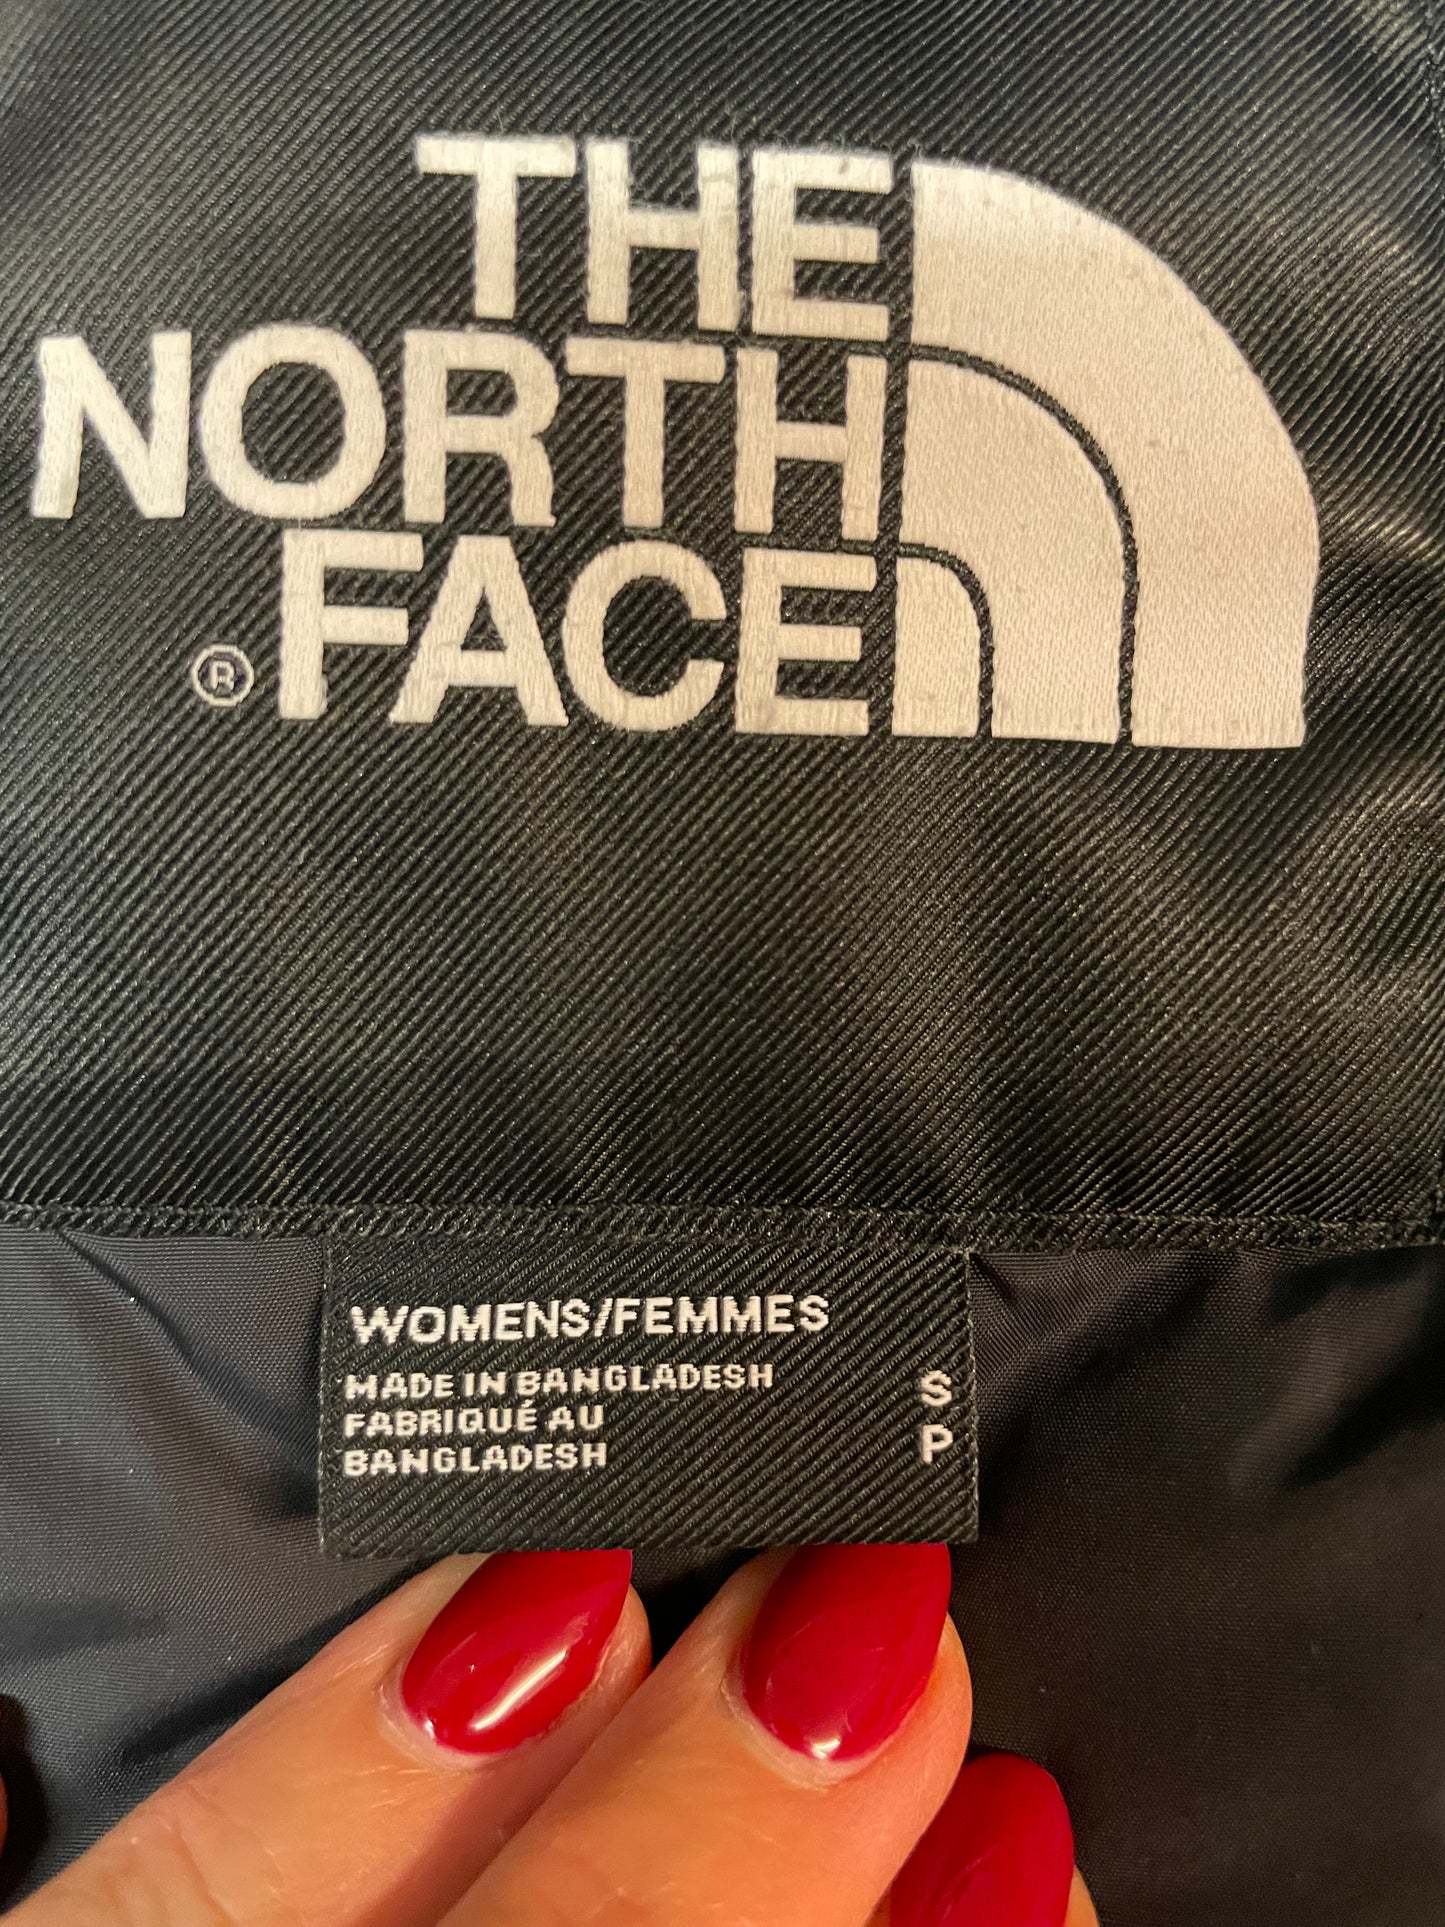 THE
NORTH
® FACE
WOMENS/FEMMES
MADE IN BANGLADESH S
FABRIQUÉ AU P
BANGLADESH